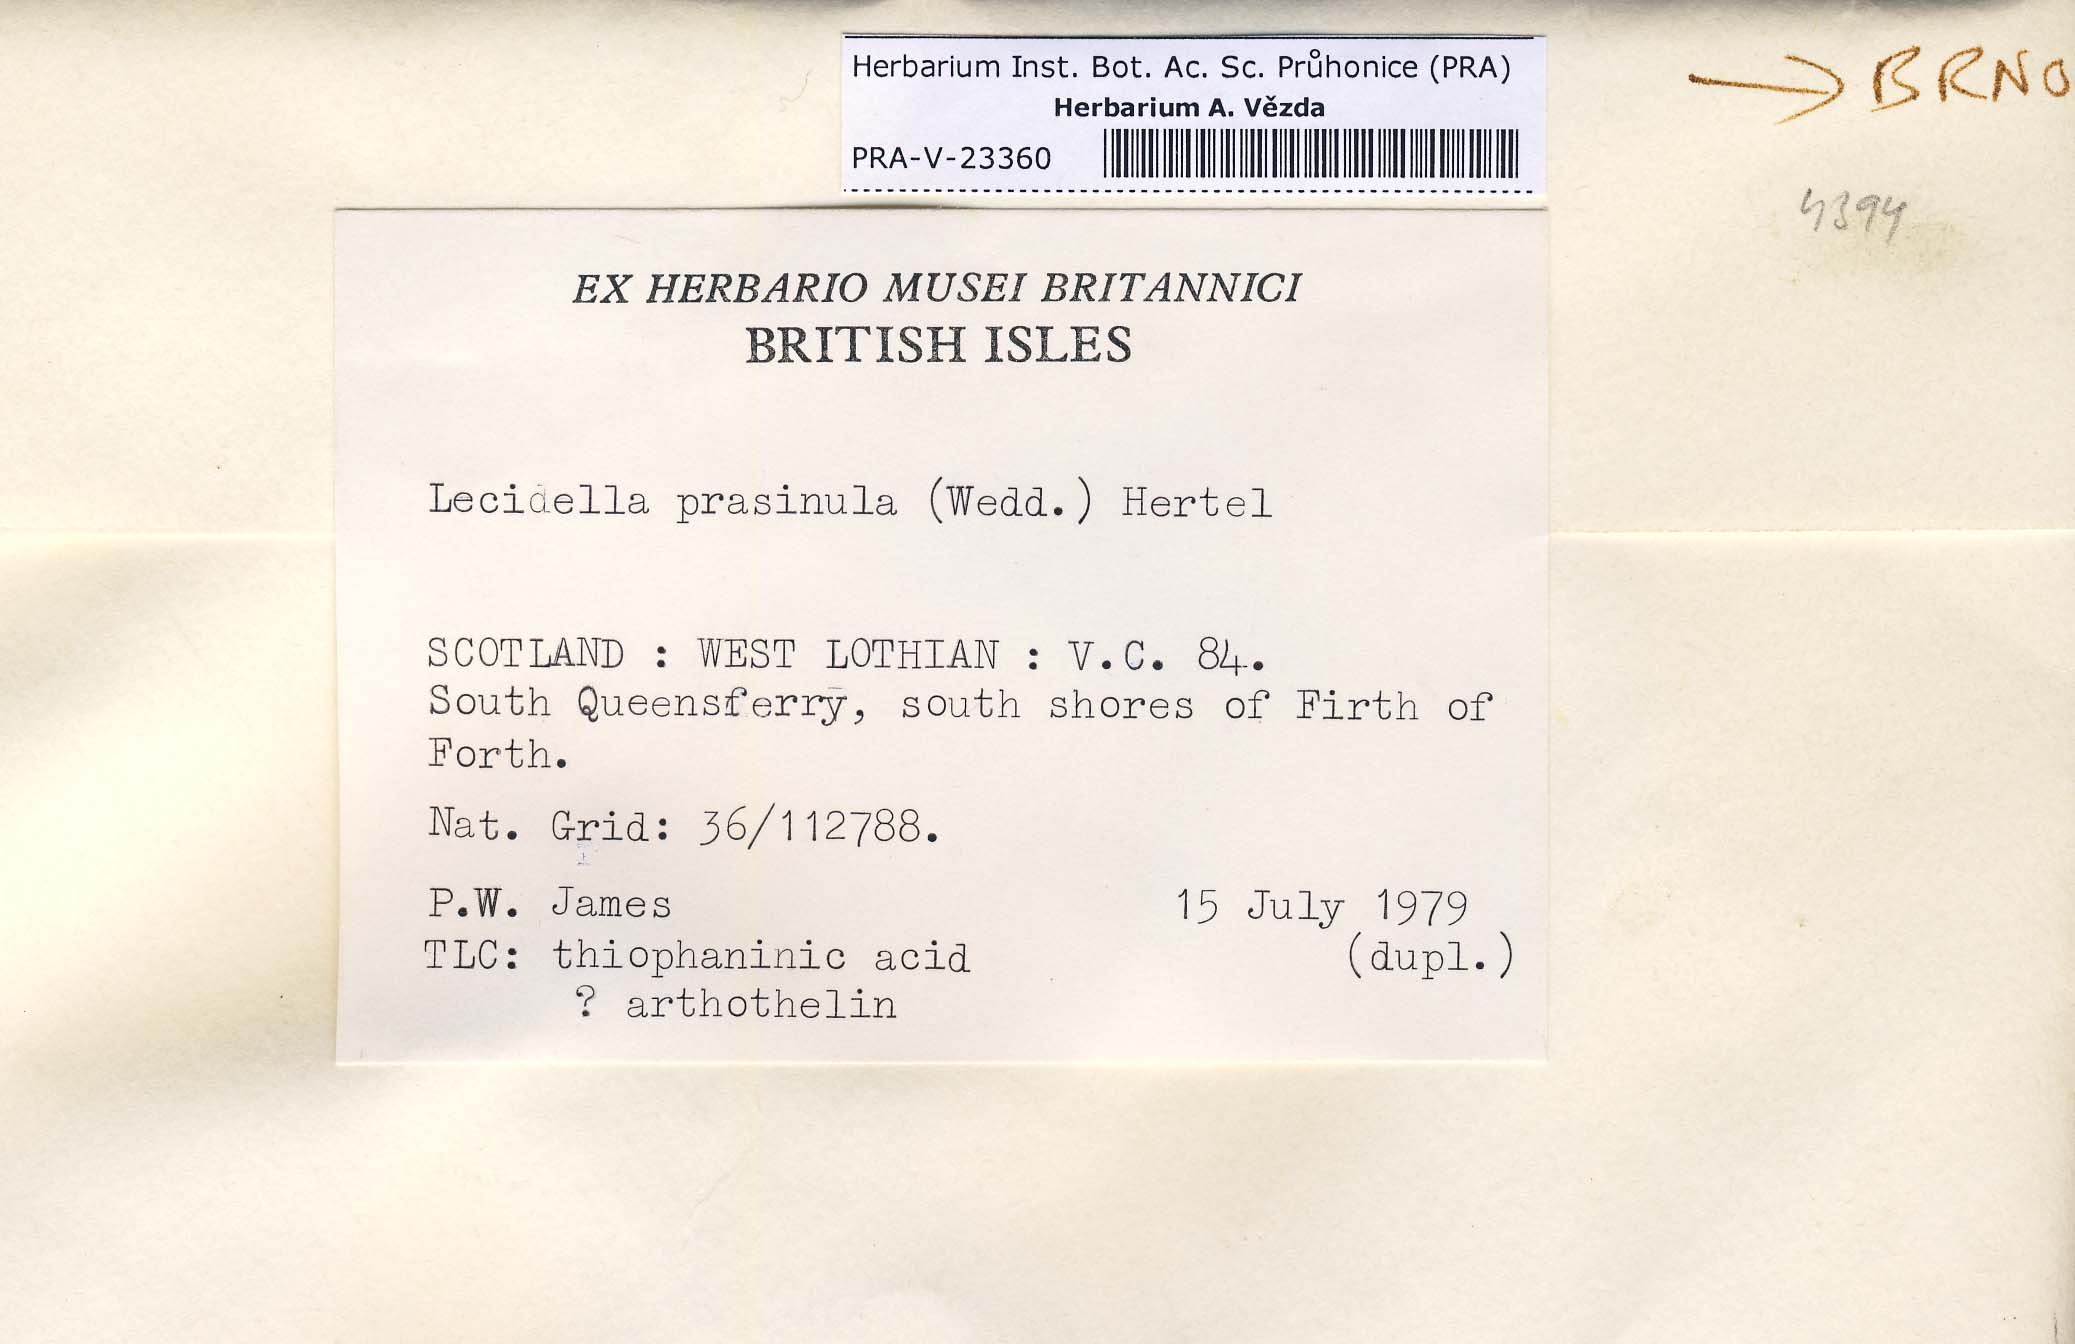 Herbarium Inst. Bot. Ac. Sc. Průhonice (PRA)
Herbarium A. Vězda
PRA-V-23360
→ BRNO
4394
EX HERBARIO MUSEI BRITANNICI
BRITISH ISLES
Lecidella prasinula (Wedd.) Hertel
SCOTLAND : WEST LOTHIAN : V.C. 84.
South Queensferry, south shores of Firth of
Forth.
Nat. Grid: 36/112788.
P.W. James 15 July 1979
TLC: thiophaninic acid (dupl.)
? arthothelin